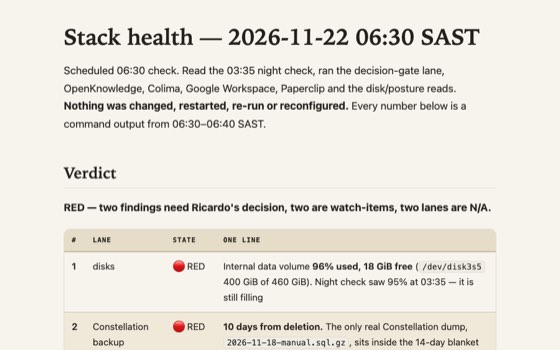 Stack health — 2026-11-22 06:30 SAST
Scheduled 06:30 check. Read the 03:35 night check, ran the decision-gate lane,
OpenKnowledge, Colima, Google Workspace, Paperclip and the disk/posture reads.
Nothing was changed, restarted, re-run or reconfigured. Every number below is a
command output from 06:30–06:40 SAST.
Verdict
RED — two findings need Ricardo's decision, two are watch-items, two lanes are N/A.
# LANE STATE ONE LINE
1 disks RED Internal data volume 96% used, 18 GiB free ( /dev/disk3s5
400 GiB of 460 GiB). Night check saw 95% at 03:35 — it is
still filling
2 Constellation RED 10 days from deletion. The only real Constellation dump,
backup 2026-11-18-manual.sql.gz , sits inside the 14-day blanket